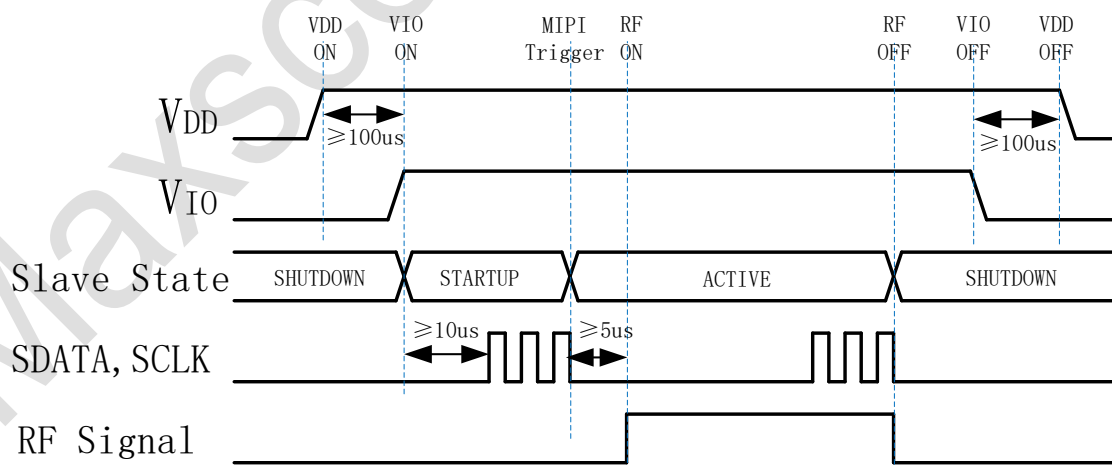 VDD VIO MIPI RF RF VIO VDD
ON ON Trigger ON OFF OFF OFF
VDD
≥100us ≥100us
VIO
Slave State SHUTDOWN STARTUP ACTIVE SHUTDOWN
≥10us ≥5us
SDATA, SCLK
RF Signal
Maxsc